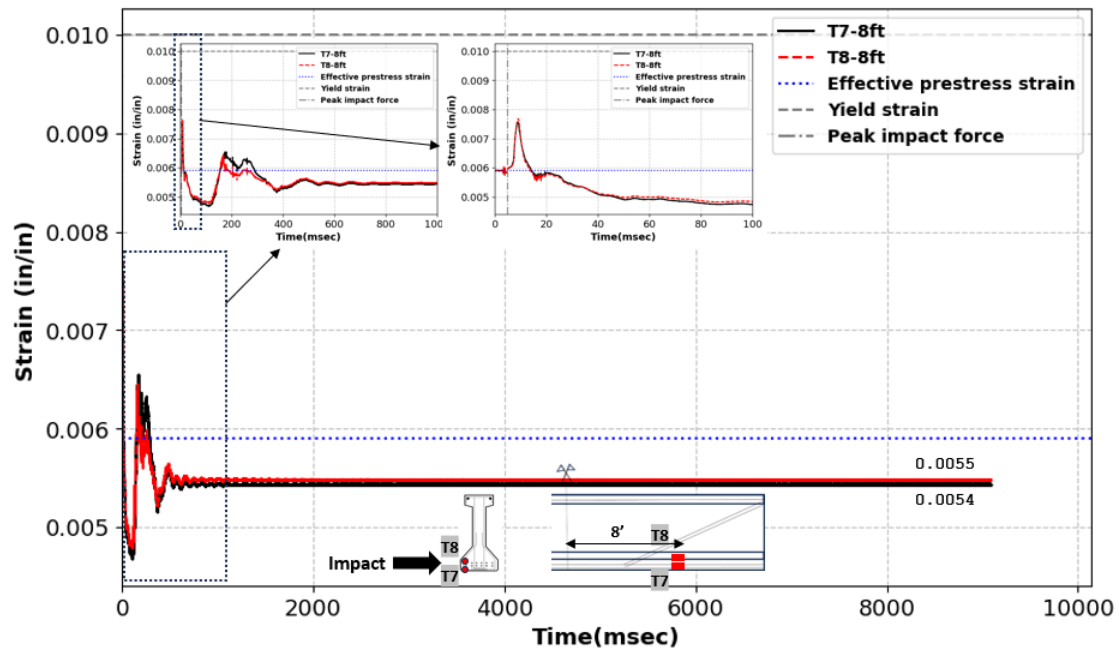 Strain (in/in)
0.010
0.009
0.008
0.007
0.006
0.005
0
2000
4000
6000
8000
10000
Time(msec)
T7-8ft
T8-8ft
Effective prestress strain
Yield strain
Peak impact force
Strain (in/in)
0.010
0.009
0.008
0.007
0.006
0.005
0
200
400
600
800
1000
Time(msec)
T7-8ft
T8-8ft
Effective prestress strain
Yield strain
Peak impact force
Strain (in/in)
0.010
0.009
0.008
0.007
0.006
0.005
0
20
40
60
80
100
Time(msec)
T7-8ft
T8-8ft
Effective prestress strain
Yield strain
Peak impact force
0.0055
0.0054
Impact
T8
T7
8’
T8
T7